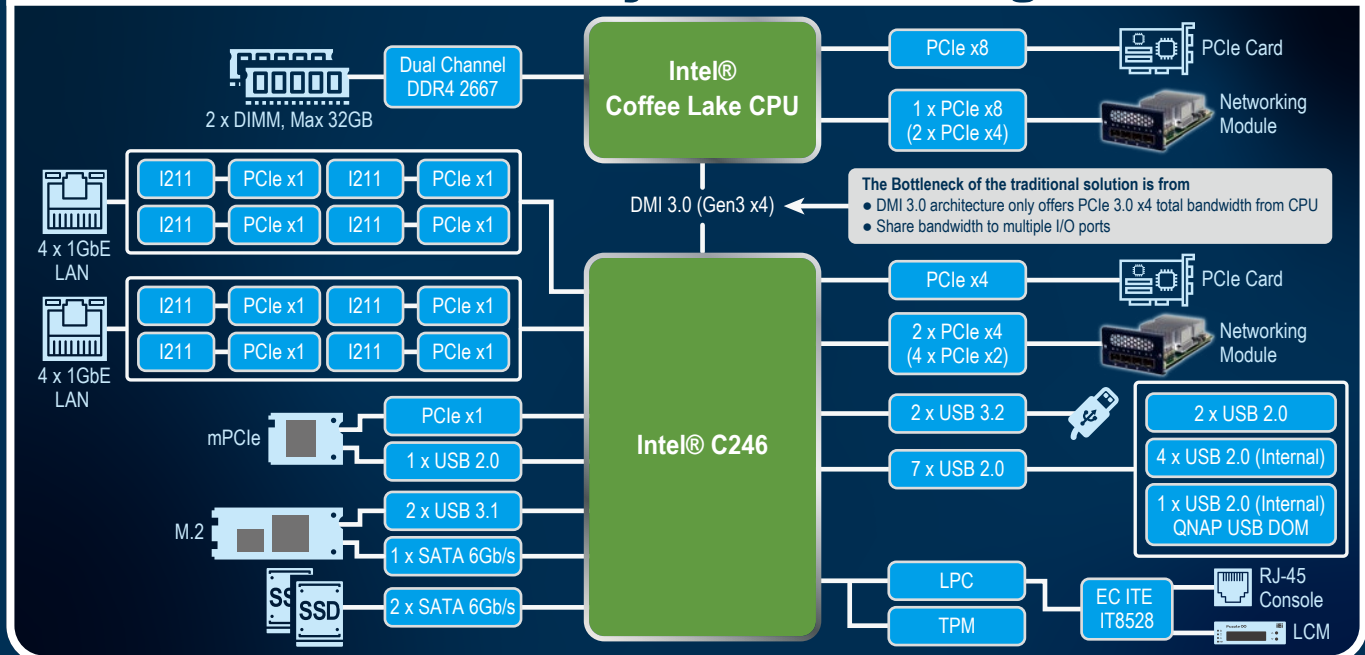 Dual Channel
DDR4 2667
2 x DIMM, Max 32GB
Intel®
Coffee Lake CPU
PCIe x8
PCIe Card
1 x PCIe x8
(2 x PCIe x4)
Networking
Module
I211
PCIe x1
I211
PCIe x1
I211
PCIe x1
I211
PCIe x1
4 x 1GbE
LAN
DMI 3.0 (Gen3 x4)
The Bottleneck of the traditional solution is from
● DMI 3.0 architecture only offers PCIe 3.0 x4 total bandwidth from CPU
● Share bandwidth to multiple I/O ports
I211
PCIe x1
I211
PCIe x1
I211
PCIe x1
I211
PCIe x1
4 x 1GbE
LAN
Intel® C246
PCIe x4
PCIe Card
2 x PCIe x4
(4 x PCIe x2)
Networking
Module
mPCIe
PCIe x1
1 x USB 2.0
2 x USB 3.2
7 x USB 2.0
2 x USB 2.0
4 x USB 2.0 (Internal)
1 x USB 2.0 (Internal)
QNAP USB DOM
M.2
2 x USB 3.1
1 x SATA 6Gb/s
SSD
2 x SATA 6Gb/s
LPC
TPM
EC ITE
IT8528
RJ-45
Console
LCM